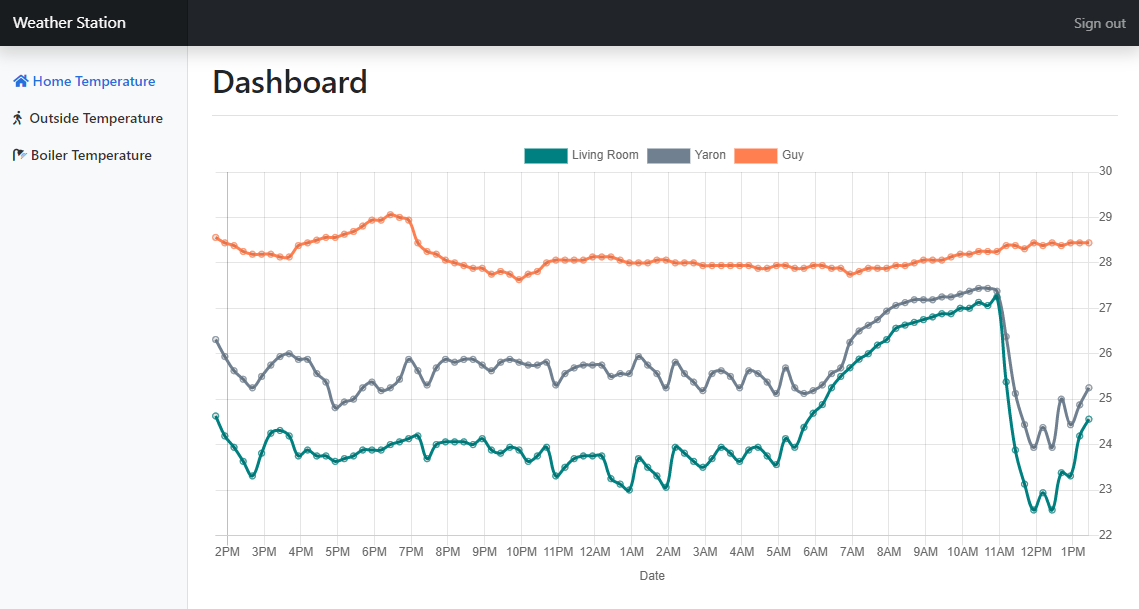 Weather Station
Sign out
Home Temperature
Outside Temperature
Boiler Temperature
Dashboard
Living Room Yaron Guy
30
29
28
27
26
25
24
23
22
2PM 3PM 4PM 5PM 6PM 7PM 8PM 9PM 10PM 11PM 12AM 1AM 2AM 3AM 4AM 5AM 6AM 7AM 8AM 9AM 10AM 11AM 12PM 1PM
Date